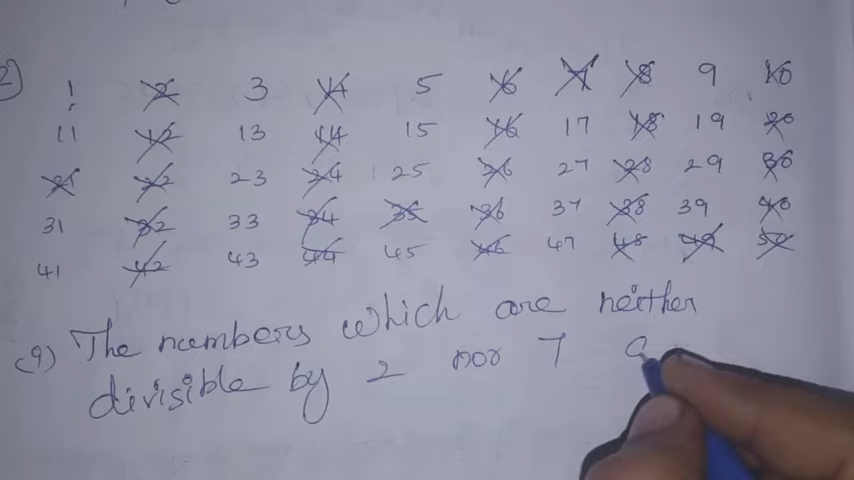 2)
1 2 3 4 5 6 7 8 9 10
11 12 13 14 15 16 17 18 19 20
21 22 23 24 25 26 27 28 29 30
31 32 33 34 35 36 37 38 39 40
41 42 43 44 45 46 47 48 49 50
(9) The numbers which are neither
divisible by 2 nor 7